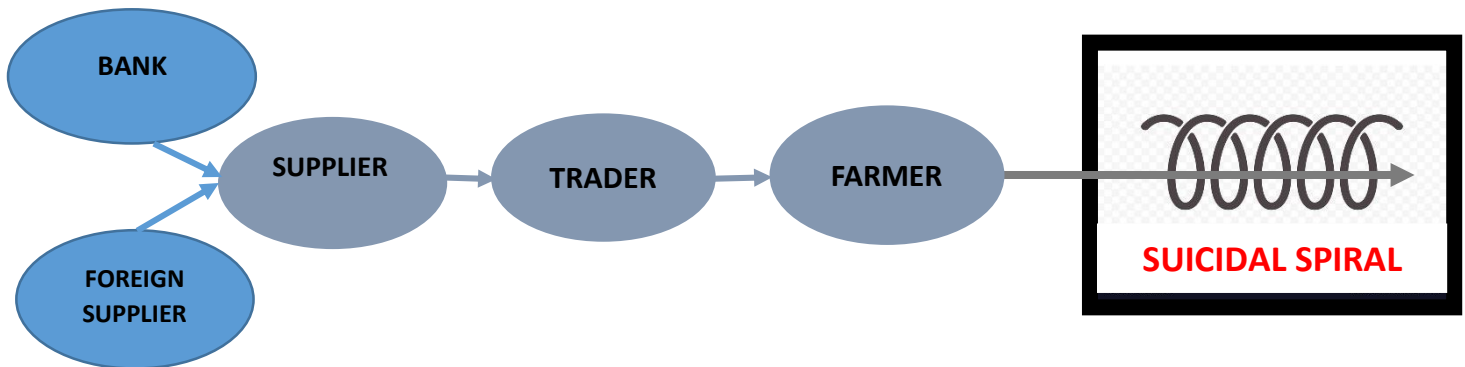 BANK
FOREIGN
SUPPLIER
SUPPLIER
TRADER
FARMER
SUICIDAL SPIRAL